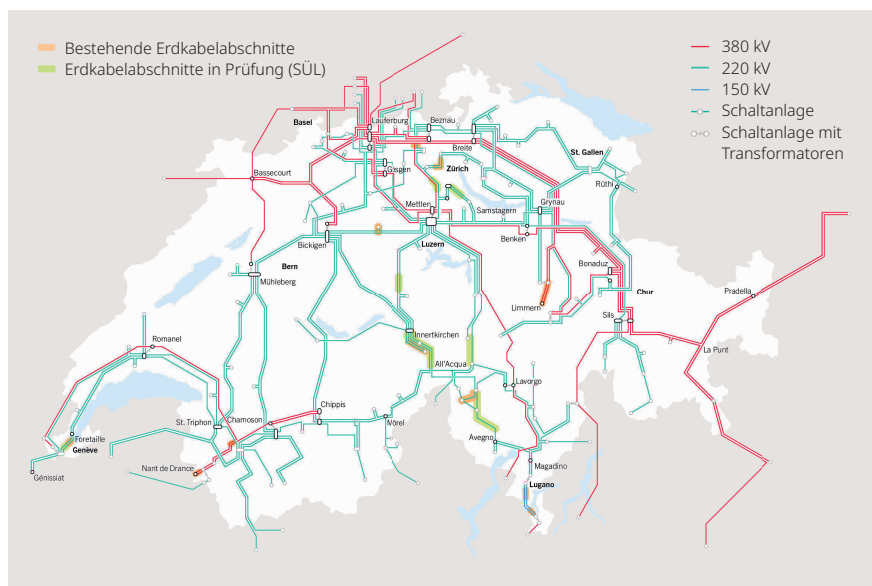 Bestehende Erdkabelabschnitte
Erdkabelabschnitte in Prüfung (SÜL)
380 kV
220 kV
150 kV
Schaltanlage
Schaltanlage mit
Transformatoren
Basel
Laufenburg
Beznau
Breite
St. Gallen
Bassecourt
Gösgen
Zürich
Rüthi
Mettlen
Samstagern
Grynau
Bickigen
Luzern
Benken
Bern
Mühleberg
Bonaduz
Chur
Pradella
Limmern
Sils
Innertkirchen
Romanel
La Punt
All'Acqua
Lavorgo
Chippis
St. Triphon
Chamoson
Mörel
Foretaille
Avegno
Genève
Nant de Drance
Magadino
Génissiat
Lugano